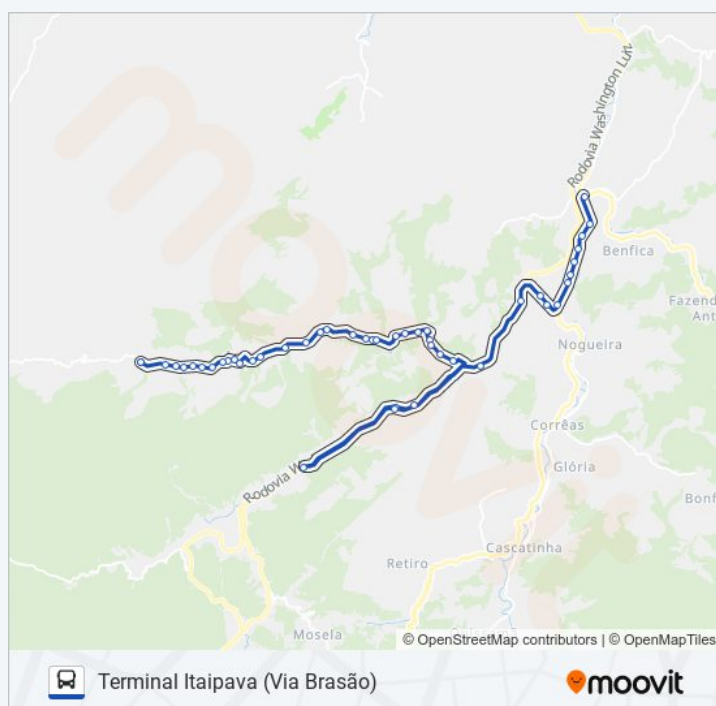 Rodovia Washington Luiz
Benfica
Fazend
Ant
Nogueira
Corrêas
Glória
Bonf
Rodovia W
Cascatinha
Retiro
Mosela
© OpenStreetMap contributors | © OpenMapTiles
Terminal Itaipava (Via Brasão)
moovit
moovit